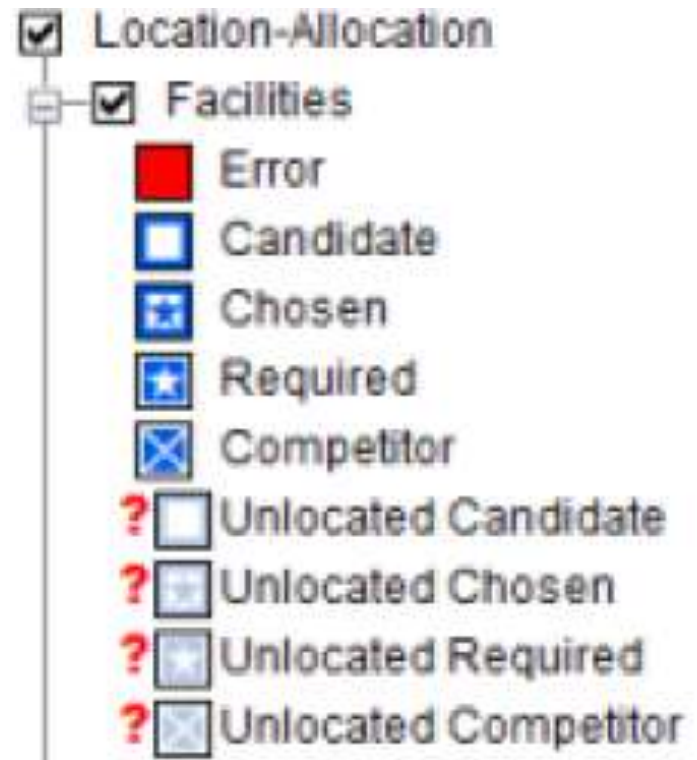 Location-Allocation
Facilities
Error
Candidate
Chosen
Required
Competitor
? Unlocated Candidate
? Unlocated Chosen
? Unlocated Required
? Unlocated Competitor